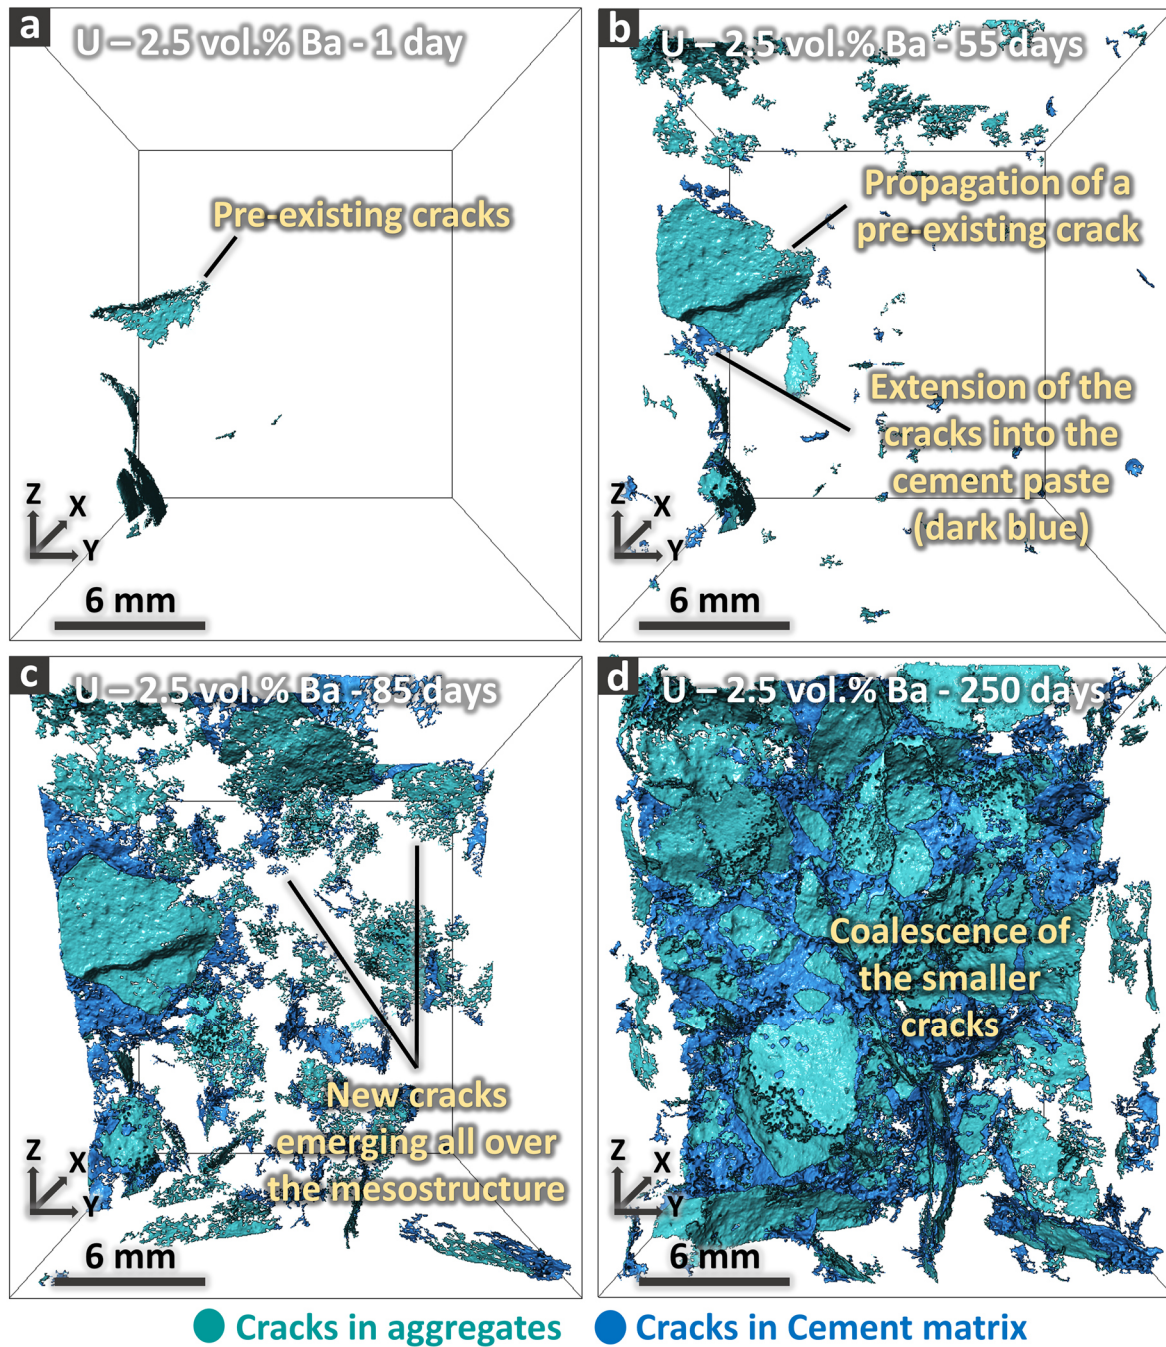 a
U – 2.5 vol.% Ba - 1 day
Pre-existing cracks
Z
X
Y
6 mm
b
U – 2.5 vol.% Ba - 55 days
Propagation of a
pre-existing crack
Extension of the
cracks into the
cement paste
(dark blue)
Z
X
Y
6 mm
c
U – 2.5 vol.% Ba - 85 days
New cracks
emerging all over
the mesostructure
Z
X
Y
6 mm
d
U – 2.5 vol.% Ba - 250 days
Coalescence of
the smaller
cracks
Z
X
Y
6 mm
Cracks in aggregates
Cracks in Cement matrix